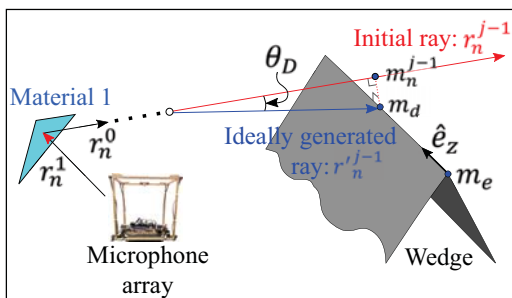 Initial ray: r_n^{j-1}
θ_D
m_n^{j-1}
Material 1
m_d
r_n^0
Ideally generated
ray: r'_n^{j-1}
ê_z
r_n^1
m_e
Microphone
array
Wedge